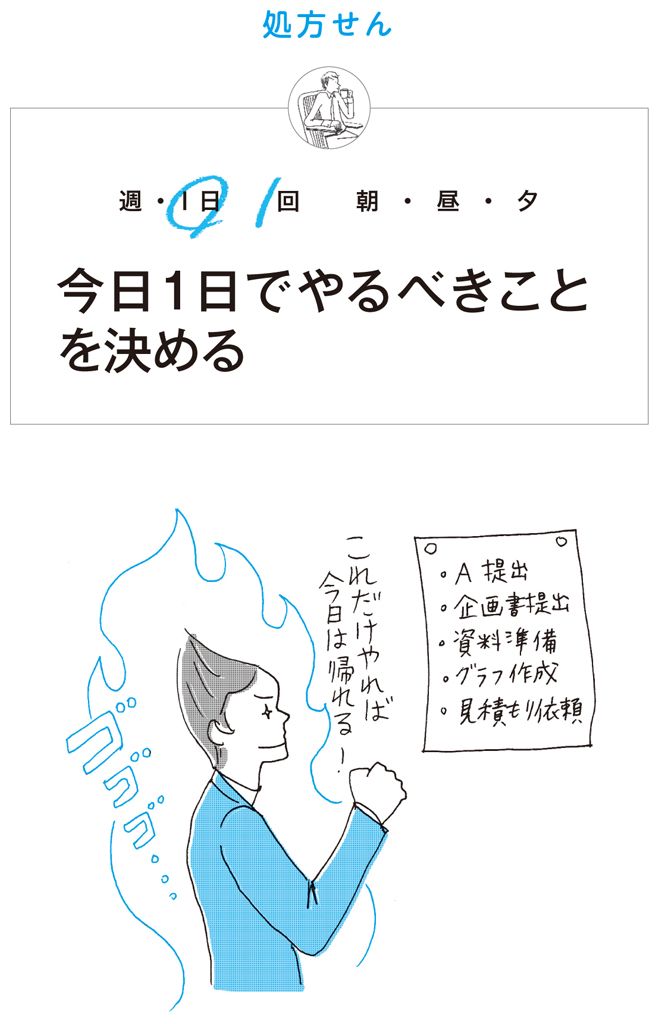 処方せん
週・1日 1回 朝・昼・夕
今日1日でやるべきこと
を決める
これだけやれば
今日は帰れる!
・A 提出
・企画書提出
・資料準備
・グラフ作成
・見積もり依頼
ゴゴゴ…